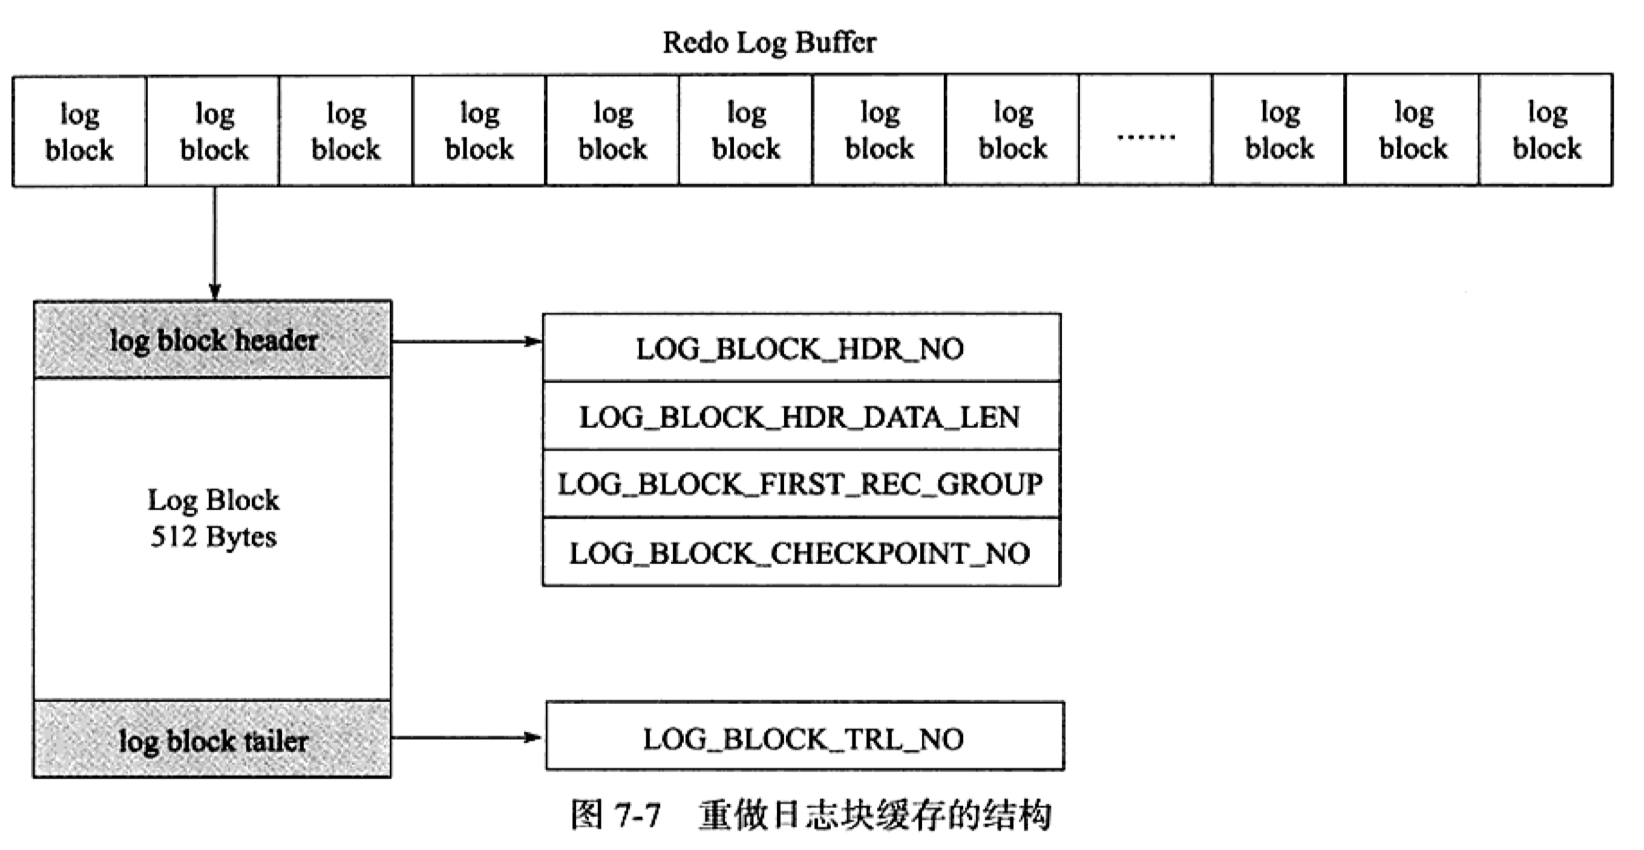 Redo Log Buffer
log block
log block
log block
log block
log block
log block
log block
log block
......
log block
log block
log block
log block header
Log Block
512 Bytes
log block tailer
LOG_BLOCK_HDR_NO
LOG_BLOCK_HDR_DATA_LEN
LOG_BLOCK_FIRST_REC_GROUP
LOG_BLOCK_CHECKPOINT_NO
LOG_BLOCK_TRL_NO
图 7-7 重做日志块缓存的结构